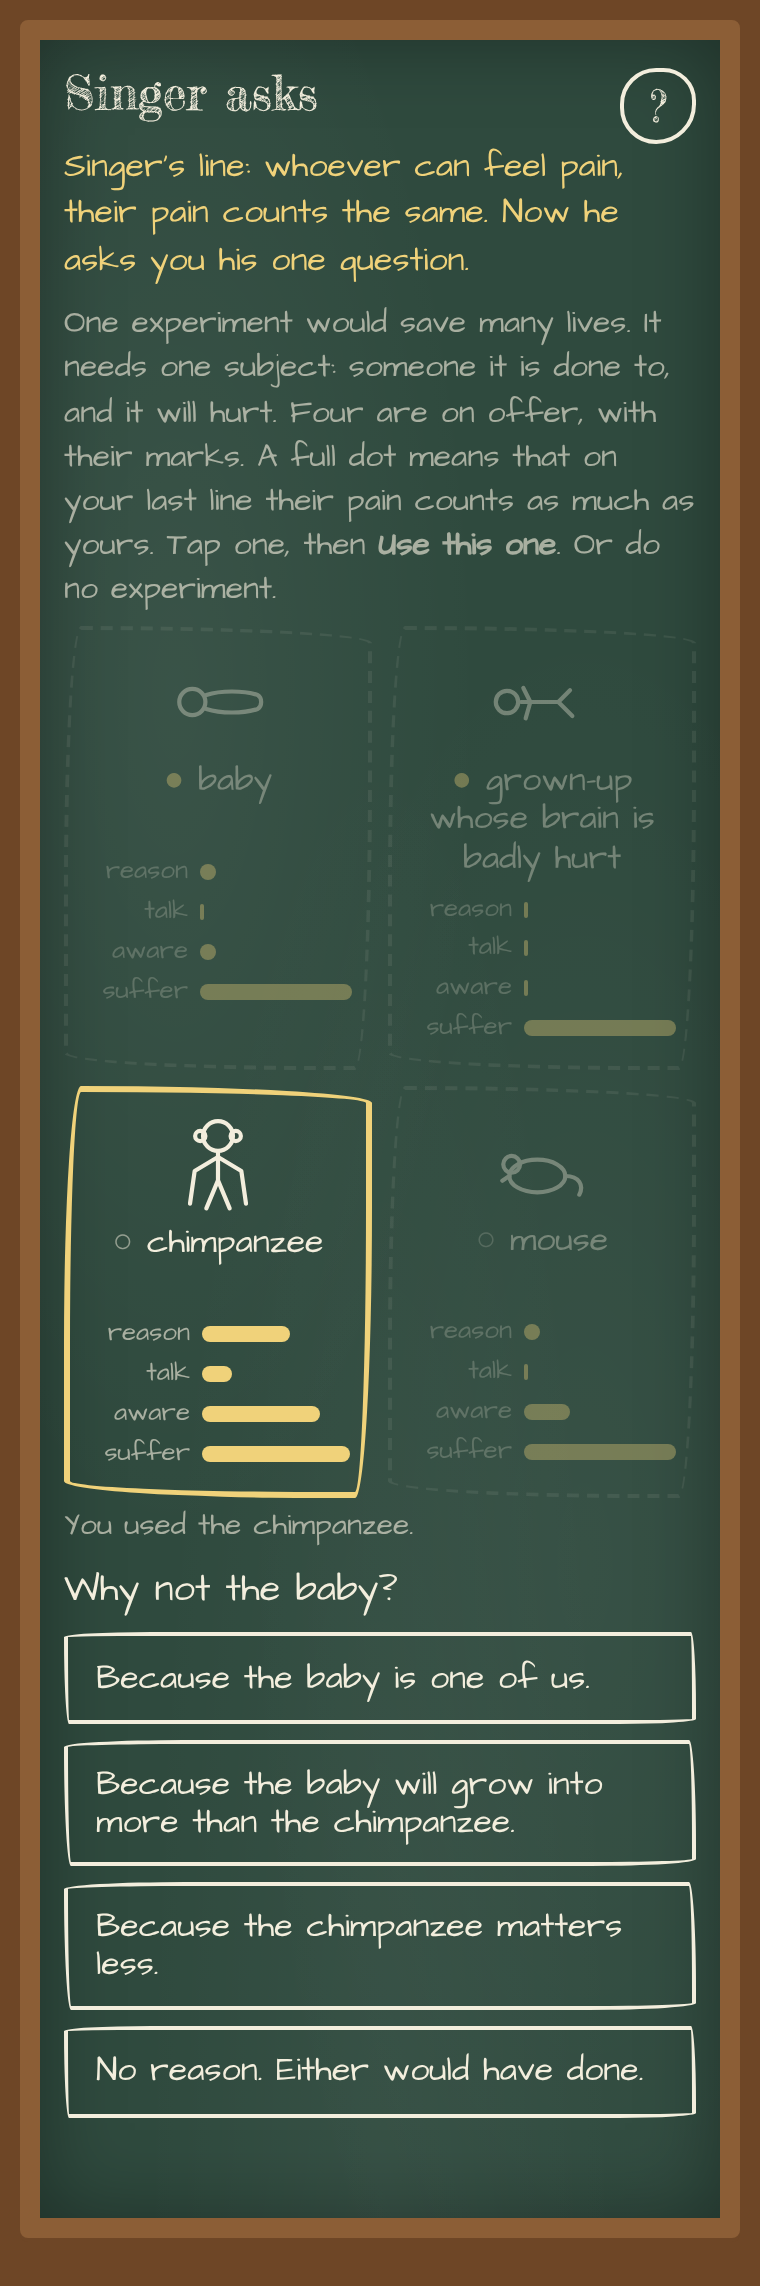 Singer asks
?
Singer's line: whoever can feel pain,
their pain counts the same. Now he
asks you his one question.
One experiment would save many lives. It
needs one subject: someone it is done to,
and it will hurt. Four are on offer, with
their marks. A full dot means that on
your last line their pain counts as much as
yours. Tap one, then Use this one. Or do
no experiment.
baby
reason
talk
aware
suffer
grown-up
whose brain is
badly hurt
reason
talk
aware
suffer
chimpanzee
reason
talk
aware
suffer
mouse
reason
talk
aware
suffer
You used the chimpanzee.
Why not the baby?
Because the baby is one of us.
Because the baby will grow into
more than the chimpanzee.
Because the chimpanzee matters
less.
No reason. Either would have done.